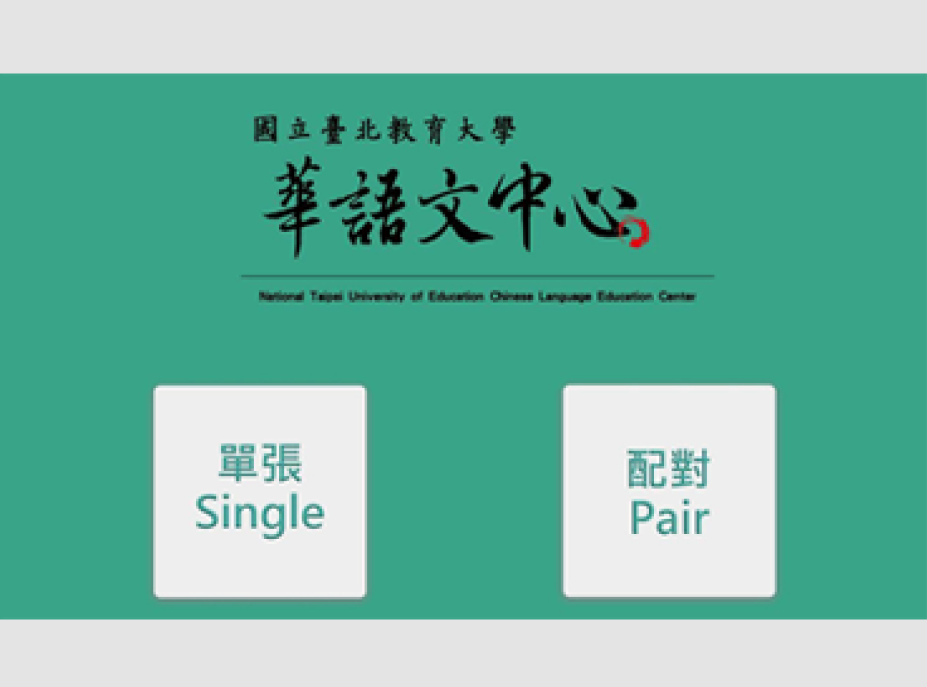 國立臺北教育大學
華語文中心
National Taipei University of Education Chinese Language Education Center
單張
Single
配對
Pair